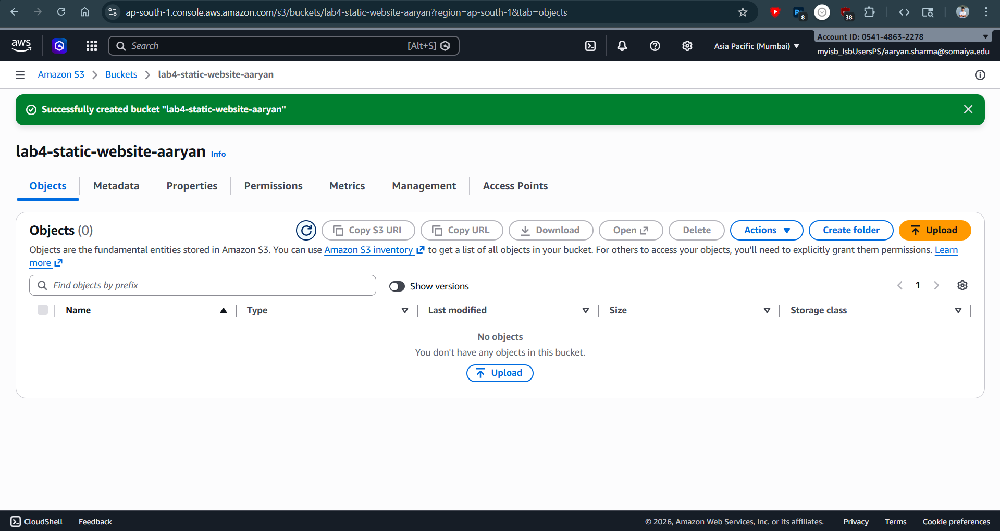 ap-south-1.console.aws.amazon.com/s3/buckets/lab4-static-website-aaryan?region=ap-south-1&tab=objects
8
38
aws
Search
[Alt+S]
Asia Pacific (Mumbai)
Account ID: 0541-4863-2278
myisb_IsbUsersPS/aaryan.sharma@somaiya.edu
Amazon S3
Buckets
lab4-static-website-aaryan
Successfully created bucket "lab4-static-website-aaryan"
lab4-static-website-aaryan Info
Objects
Metadata
Properties
Permissions
Metrics
Management
Access Points
Objects (0)
Copy S3 URI
Copy URL
Download
Open
Delete
Actions
Create folder
Upload
Objects are the fundamental entities stored in Amazon S3. You can use Amazon S3 inventory to get a list of all objects in your bucket. For others to access your objects, you'll need to explicitly grant them permissions. Learn
more
Find objects by prefix
Show versions
1
Name
Type
Last modified
Size
Storage class
No objects
You don't have any objects in this bucket.
Upload
CloudShell
Feedback
© 2026, Amazon Web Services, Inc. or its affiliates.
Privacy
Terms
Cookie preferences